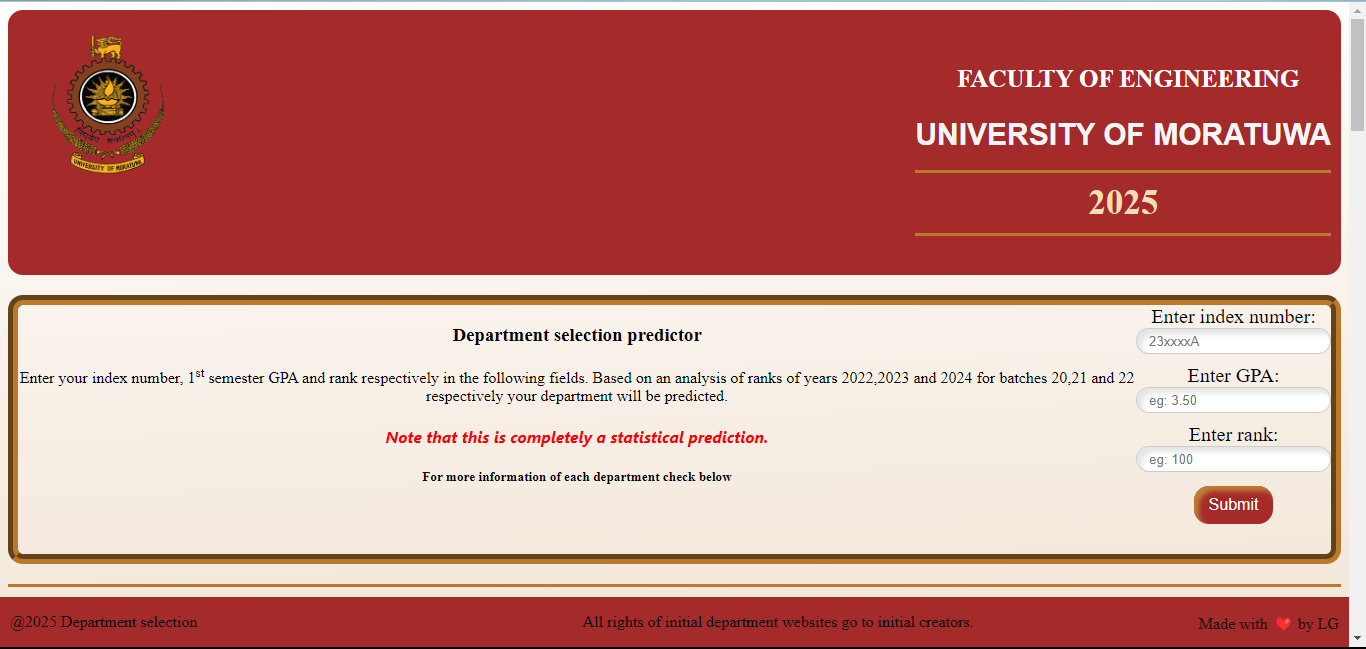 UNIVERSITY OF MORATUWA
FACULTY OF ENGINEERING
UNIVERSITY OF MORATUWA
2025
Department selection predictor
Enter your index number, 1st semester GPA and rank respectively in the following fields. Based on an analysis of ranks of years 2022,2023 and 2024 for batches 20,21 and 22
respectively your department will be predicted.
Note that this is completely a statistical prediction.
For more information of each department check below
Enter index number:
23xxxxA
Enter GPA:
eg: 3.50
Enter rank:
eg: 100
Submit
@2025 Department selection
All rights of initial department websites go to initial creators.
Made with ❤️ by LG